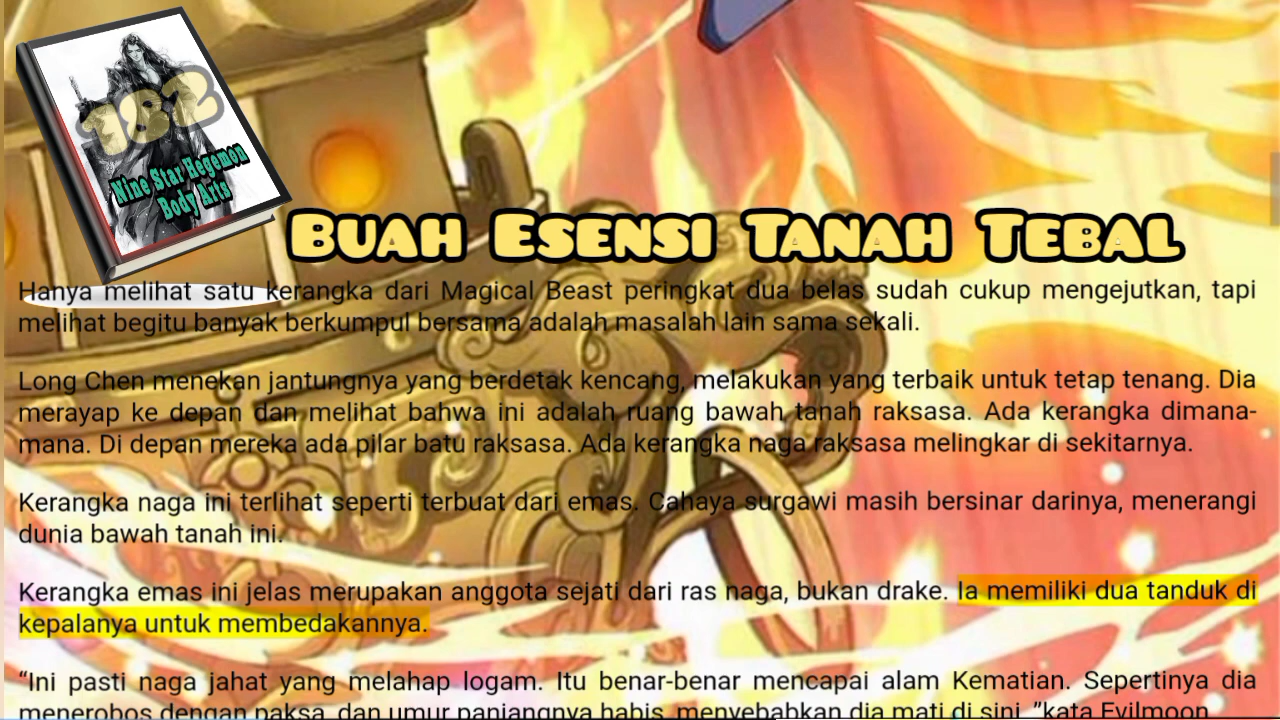 182
Nine Star Hegemon
Body Arts
Buah Esensi Tanah Tebal
Hanya melihat satu kerangka dari Magical Beast peringkat dua belas sudah cukup mengejutkan, tapi
melihat begitu banyak berkumpul bersama adalah masalah lain sama sekali.
Long Chen menekan jantungnya yang berdetak kencang, melakukan yang terbaik untuk tetap tenang. Dia
merayap ke depan dan melihat bahwa ini adalah ruang bawah tanah raksasa. Ada kerangka dimana-
mana. Di depan mereka ada pilar batu raksasa. Ada kerangka naga raksasa melingkar di sekitarnya.
Kerangka naga ini terlihat seperti terbuat dari emas. Cahaya surgawi masih bersinar darinya, menerangi
dunia bawah tanah ini.
Kerangka emas ini jelas merupakan anggota sejati dari ras naga, bukan drake. Ia memiliki dua tanduk di
kepalanya untuk membedakannya.
“Ini pasti naga jahat yang melahap logam. Itu benar-benar mencapai alam Kematian. Sepertinya dia
menerobos dengan paksa, dan umur panjangnya habis, menyebabkan dia mati di sini, ”kata Evilmoon.